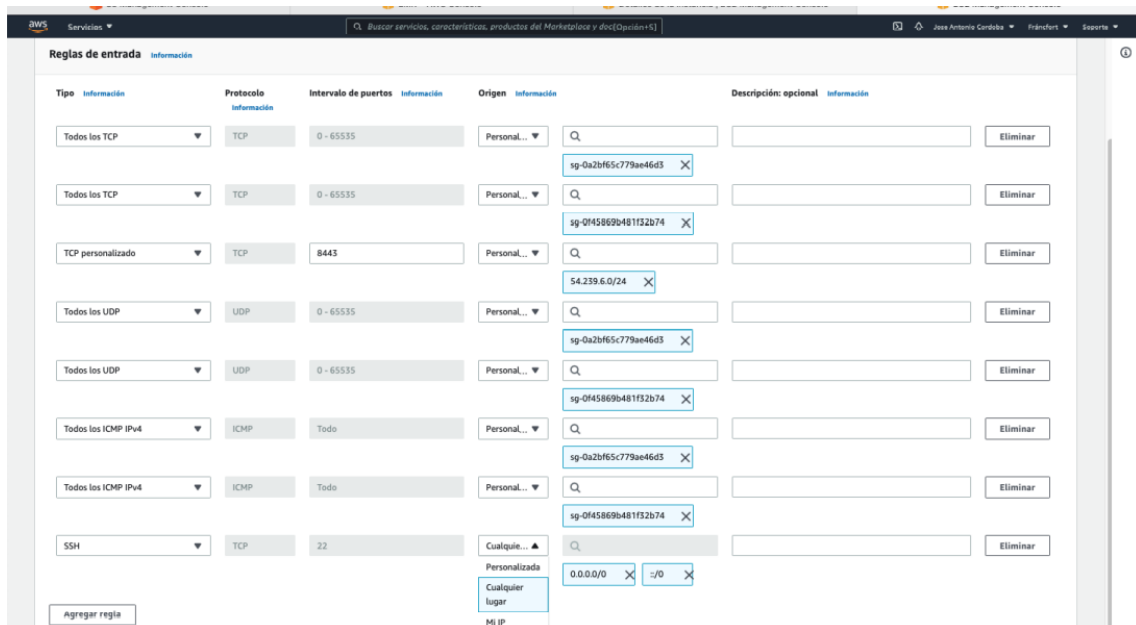 aws Servicios Buscar servicios, características, productos del Marketplace y doc[Opción+S] Jose Antonio Cordoba Fráncfort Soporte
Reglas de entrada Información
Tipo Información Protocolo Intervalo de puertos Información Origen Información Descripción: opcional Información
Información
Todos los TCP TCP 0 - 65535 Personal... Eliminar
sg-0a2bf65c779ae46d3
Todos los TCP TCP 0 - 65535 Personal... Eliminar
sg-0f45869b481f32b74
TCP personalizado TCP 8443 Personal... Eliminar
54.239.6.0/24
Todos los UDP UDP 0 - 65535 Personal... Eliminar
sg-0a2bf65c779ae46d3
Todos los UDP UDP 0 - 65535 Personal... Eliminar
sg-0f45869b481f32b74
Todos los ICMP IPv4 ICMP Todo Personal... Eliminar
sg-0a2bf65c779ae46d3
Todos los ICMP IPv4 ICMP Todo Personal... Eliminar
sg-0f45869b481f32b74
SSH TCP 22 Cualquie... Eliminar
Personalizada 0.0.0.0/0 ::/0
Cualquier
lugar
Mi IP
Agregar regla